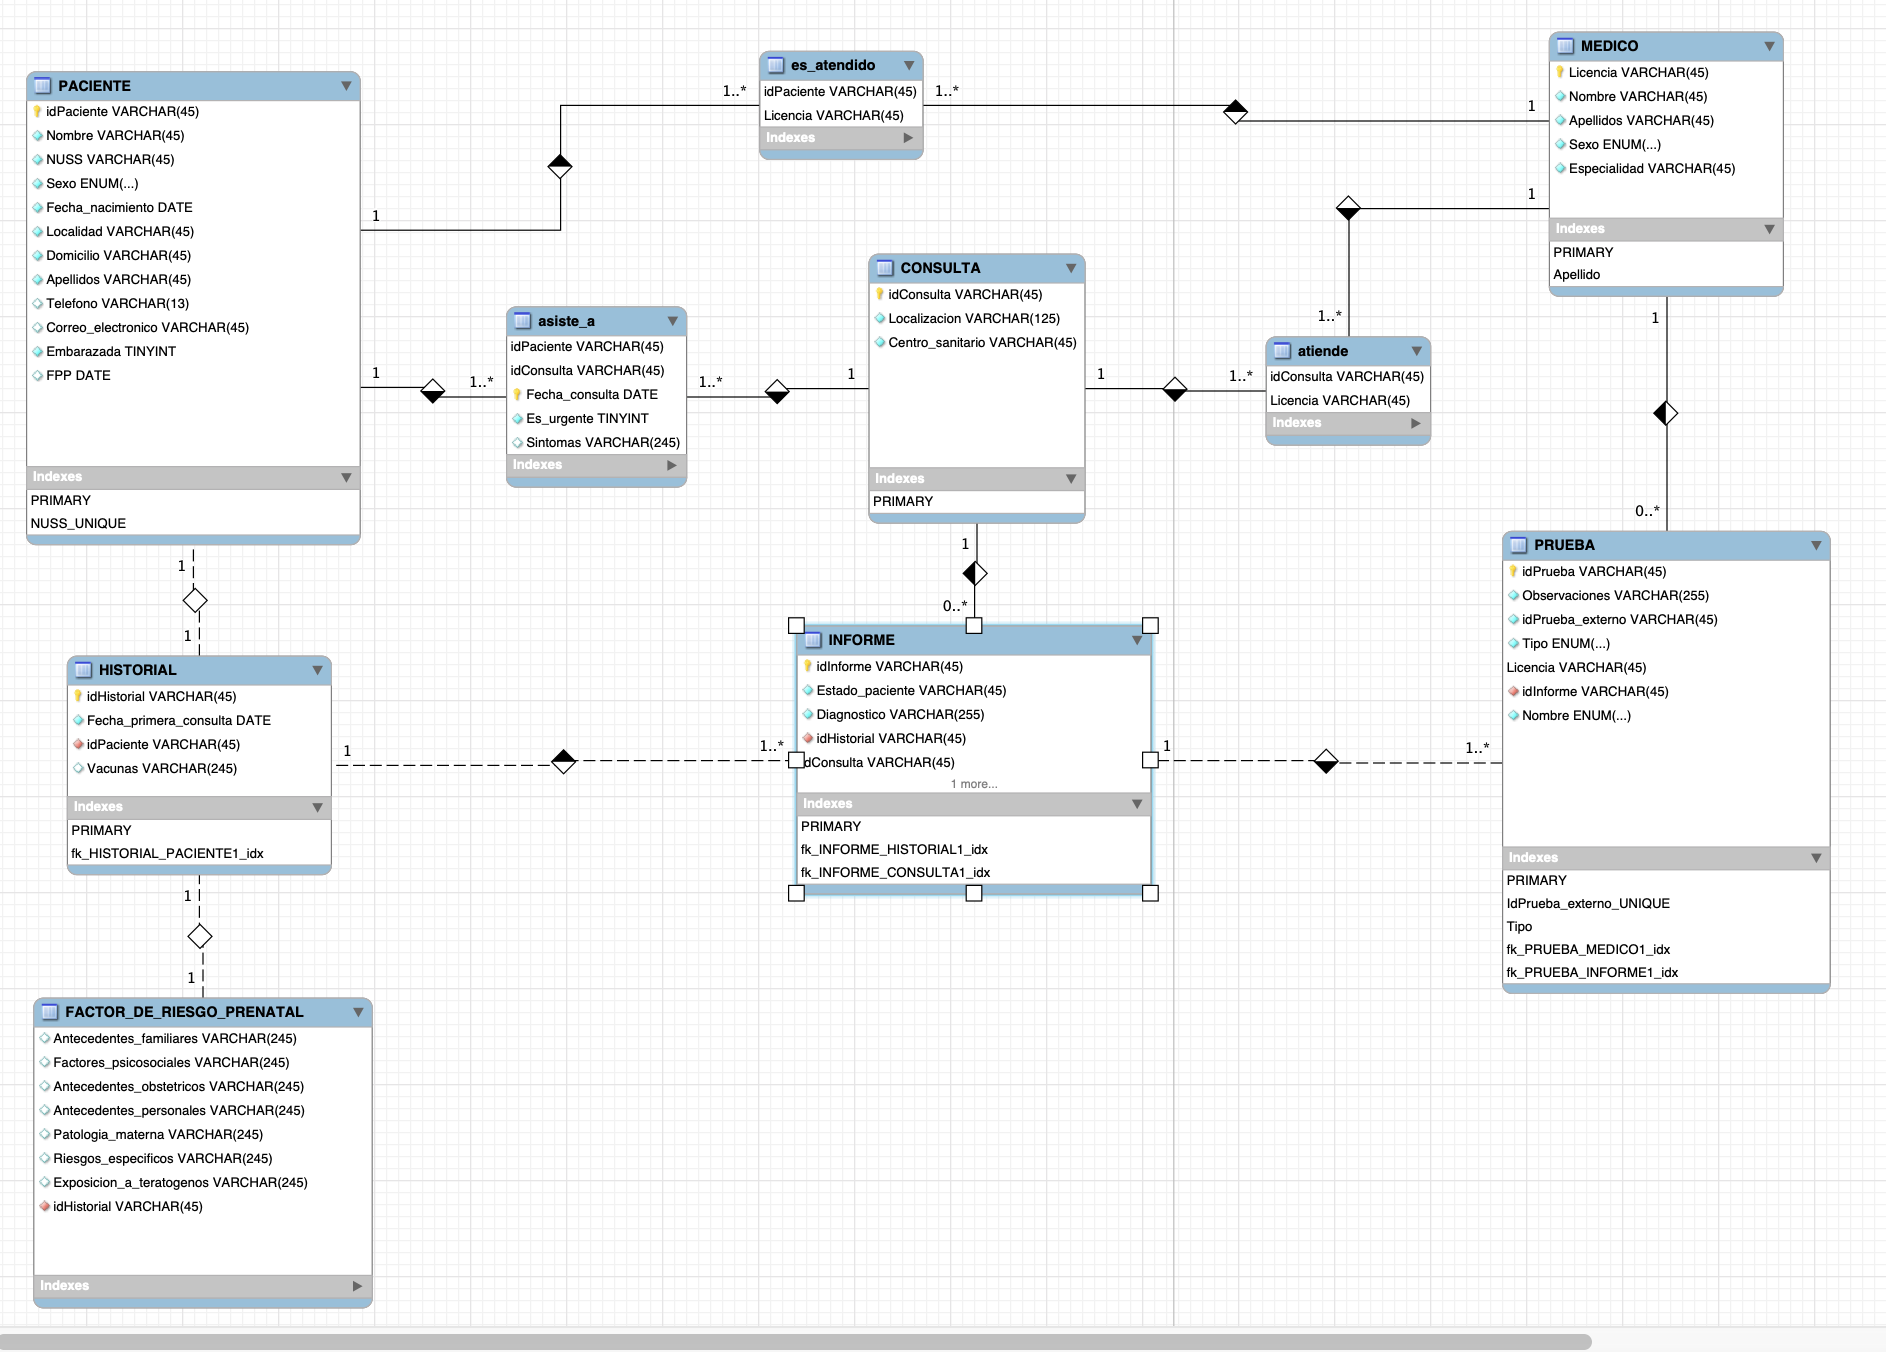 PACIENTE
idPaciente VARCHAR(45)
Nombre VARCHAR(45)
NUSS VARCHAR(45)
Sexo ENUM(...)
Fecha_nacimiento DATE
Localidad VARCHAR(45)
Domicilio VARCHAR(45)
Apellidos VARCHAR(45)
Telefono VARCHAR(13)
Correo_electronico VARCHAR(45)
Embarazada TINYINT
FPP DATE
Indexes
PRIMARY
NUSS_UNIQUE
1
1..*
es_atendido
idPaciente VARCHAR(45)
Licencia VARCHAR(45)
Indexes
1..*
1
MEDICO
Licencia VARCHAR(45)
Nombre VARCHAR(45)
Apellidos VARCHAR(45)
Sexo ENUM(...)
Especialidad VARCHAR(45)
Indexes
PRIMARY
Apellido
1
1..*
1
1..*
asiste_a
idPaciente VARCHAR(45)
idConsulta VARCHAR(45)
Fecha_consulta DATE
Es_urgente TINYINT
Sintomas VARCHAR(245)
Indexes
1..*
1
CONSULTA
idConsulta VARCHAR(45)
Localizacion VARCHAR(125)
Centro_sanitario VARCHAR(45)
Indexes
PRIMARY
1
1..*
atiende
idConsulta VARCHAR(45)
Licencia VARCHAR(45)
Indexes
1
0..*
1
0..*
1
1
HISTORIAL
idHistorial VARCHAR(45)
Fecha_primera_consulta DATE
idPaciente VARCHAR(45)
Vacunas VARCHAR(245)
Indexes
PRIMARY
fk_HISTORIAL_PACIENTE1_idx
1
1..*
INFORME
idInforme VARCHAR(45)
Estado_paciente VARCHAR(45)
Diagnostico VARCHAR(255)
idHistorial VARCHAR(45)
dConsulta VARCHAR(45)
1 more...
Indexes
PRIMARY
fk_INFORME_HISTORIAL1_idx
fk_INFORME_CONSULTA1_idx
1
1..*
PRUEBA
idPrueba VARCHAR(45)
Observaciones VARCHAR(255)
idPrueba_externo VARCHAR(45)
Tipo ENUM(...)
Licencia VARCHAR(45)
idInforme VARCHAR(45)
Nombre ENUM(...)
Indexes
PRIMARY
IdPrueba_externo_UNIQUE
Tipo
fk_PRUEBA_MEDICO1_idx
fk_PRUEBA_INFORME1_idx
1
1
FACTOR_DE_RIESGO_PRENATAL
Antecedentes_familiares VARCHAR(245)
Factores_psicosociales VARCHAR(245)
Antecedentes_obstetricos VARCHAR(245)
Antecedentes_personales VARCHAR(245)
Patologia_materna VARCHAR(245)
Riesgos_especificos VARCHAR(245)
Exposicion_a_teratogenos VARCHAR(245)
idHistorial VARCHAR(45)
Indexes